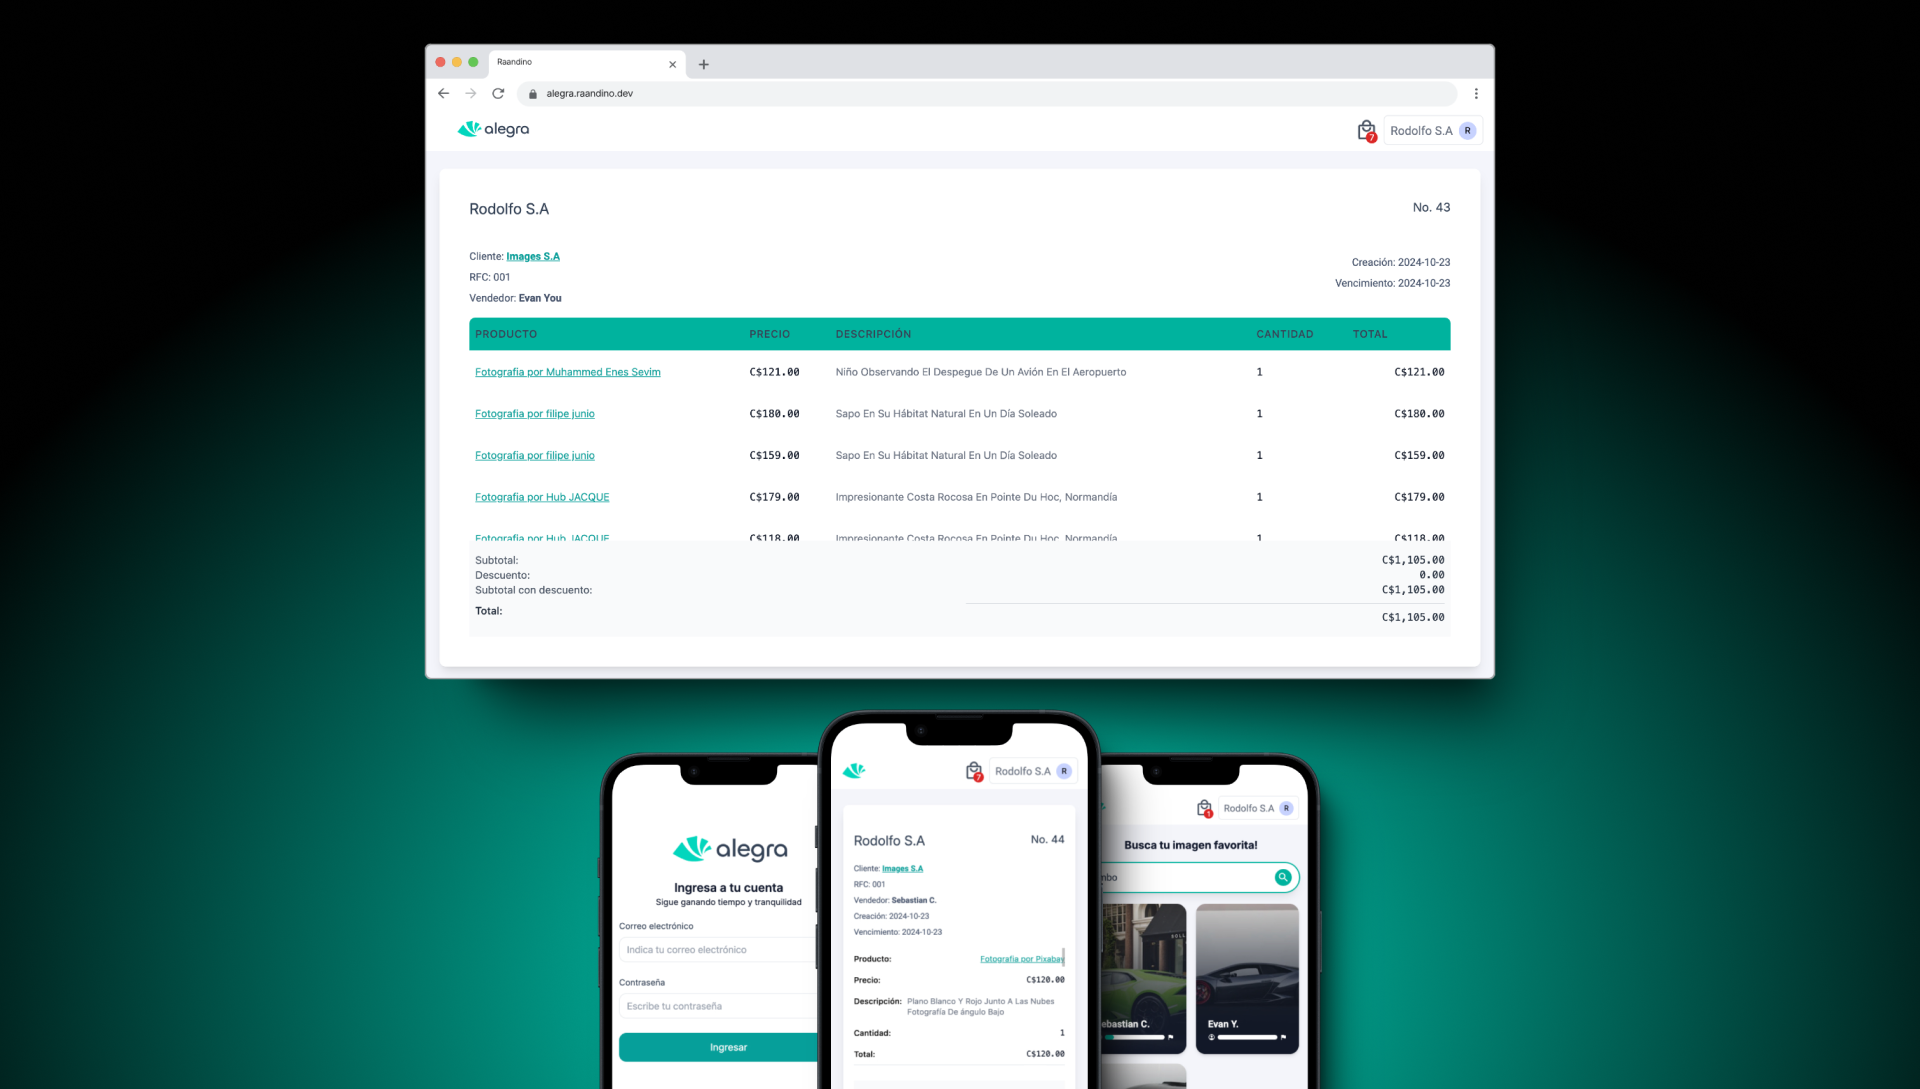 Raandino
alegra.raandino.dev
alegra
7
Rodolfo S.A R
Rodolfo S.A
No. 43
Cliente: Images S.A
RFC: 001
Vendedor: Evan You
Creación: 2024-10-23
Vencimiento: 2024-10-23
PRODUCTO PRECIO DESCRIPCIÓN CANTIDAD TOTAL
Fotografia por Muhammed Enes Sevim C$121.00 Niño Observando El Despegue De Un Avión En El Aeropuerto 1 C$121.00
Fotografia por filipe junio C$180.00 Sapo En Su Hábitat Natural En Un Día Soleado 1 C$180.00
Fotografia por filipe junio C$159.00 Sapo En Su Hábitat Natural En Un Día Soleado 1 C$159.00
Fotografia por Hub JACQUE C$179.00 Impresionante Costa Rocosa En Pointe Du Hoc, Normandía 1 C$179.00
Fotografia por Hub JACQUE C$118.00 Impresionante Costa Rocosa En Pointe Du Hoc, Normandía 1 C$118.00
Subtotal: C$1,105.00
Descuento: 0.00
Subtotal con descuento: C$1,105.00
Total: C$1,105.00
alegra
Ingresa a tu cuenta
Sigue ganando tiempo y tranquilidad
Correo electrónico
Indica tu correo electrónico
Contraseña
Escribe tu contraseña
Ingresar
7
Rodolfo S.A R
Rodolfo S.A No. 44
Cliente: Images S.A
RFC: 001
Vendedor: Sebastian C.
Creación: 2024-10-23
Vencimiento: 2024-10-23
Producto: Fotografia por Pixabay
Precio: C$120.00
Descripción: Plano Blanco Y Rojo Junto A Las Nubes
Fotografía De ángulo Bajo
Cantidad: 1
Total: C$120.00
1
Rodolfo S.A R
Busca tu imagen favorita!
nbo
ebastian C.
Evan Y.